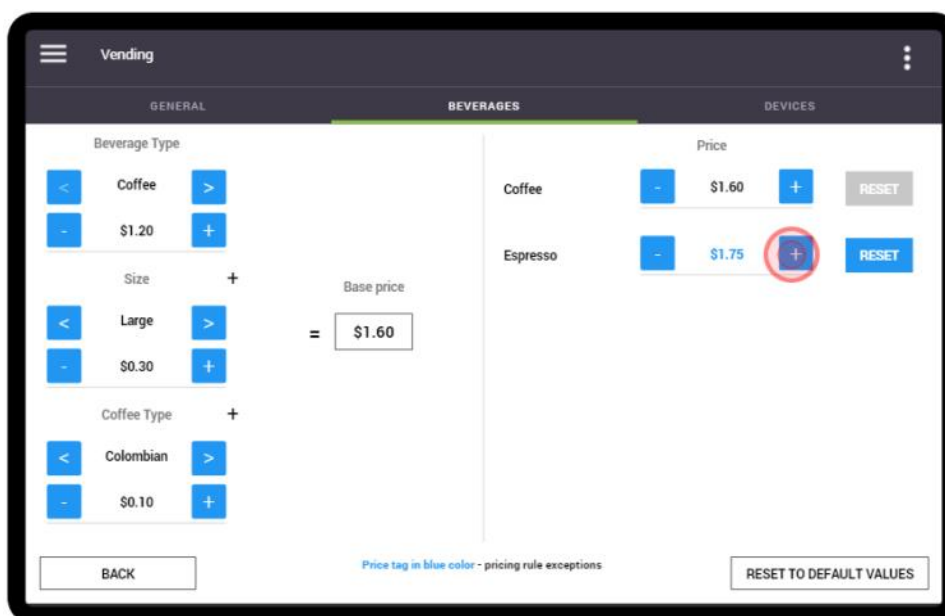 Vending
GENERAL BEVERAGES DEVICES
Beverage Type
< Coffee >
- $1.20 +
Size +
< Large >
- $0.30 +
Coffee Type +
< Colombian >
- $0.10 +
Base price
= $1.60
Price
Coffee - $1.60 + RESET
Espresso - $1.75 + RESET
BACK
Price tag in blue color - pricing rule exceptions
RESET TO DEFAULT VALUES